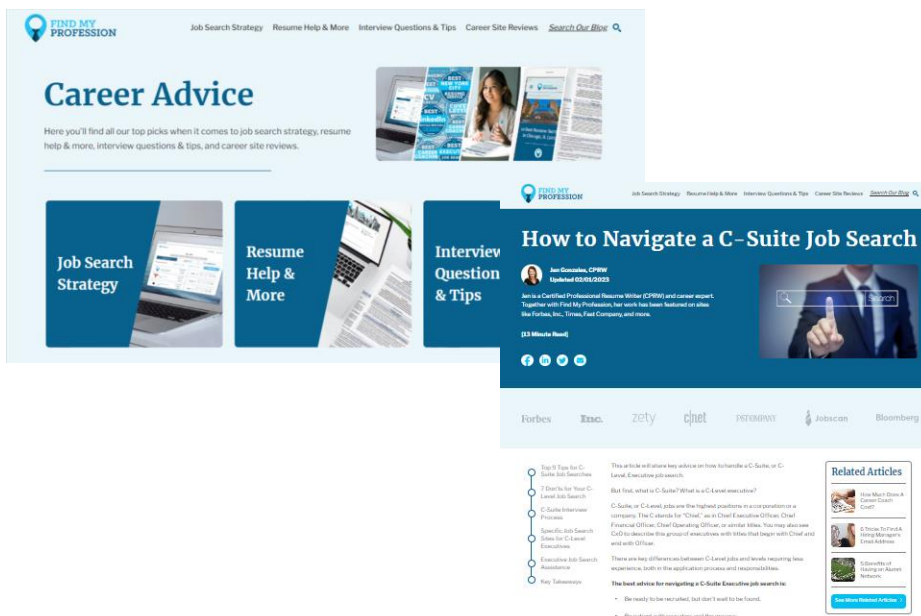 FIND MY
PROFESSION
Job Search Strategy Resume Help & More Interview Questions & Tips Career Site Reviews Search Our Blog
Career Advice
Here you'll find all our top picks when it comes to job search strategy, resume
help & more, interview questions & tips, and career site reviews.
Job Search
Strategy
Resume
Help &
More
Interview
Question
& Tips
FIND MY
PROFESSION
Job Search Strategy Resume Help & More Interview Questions & Tips Career Site Reviews Search Our Blog
How to Navigate a C-Suite Job Search
Jen Gonzales, CPRW
Updated 02/01/2023
Jen is a Certified Professional Resume Writer (CPRW) and career expert.
Together with Find My Profession, her work has been featured on sites
like Forbes, Inc., Times, Fast Company, and more.
[13 Minute Read]
Search
Forbes Inc. zety c|net FAST COMPANY Jobscan Bloomberg
Top 9 Tips for C-
Suite Job Searches
7 Don'ts for Your C-
Level Job Search
C-Suite Interview
Process
Specific Job Search
Sites for C-Level
Executives
Executive Job Search
Assistance
Key Takeaways
This article will share key advice on how to handle a C-Suite, or C-
Level, Executive job search.
But first, what is C-Suite? What is a C-Level executive?
C-Suite, or C-Level, jobs are the highest positions in a corporation or a
company. The C stands for "Chief," as in Chief Executive Officer, Chief
Financial Officer, Chief Operating Officer, or similar titles. You may also see
CxO to describe this group of executives with titles that begin with Chief and
end with Officer.
There are key differences between C-Level jobs and levels requiring less
experience, both in the application process and responsibilities.
The best advice for navigating a C-Suite Executive job search is:
• Be ready to be recruited, but don't wait to be found.
Related Articles
How Much Does A
Career Coach
Cost?
6 Tricks To Find A
Hiring Manager's
Email Address
5 Benefits of
Having an Alumni
Network
See More Related Articles